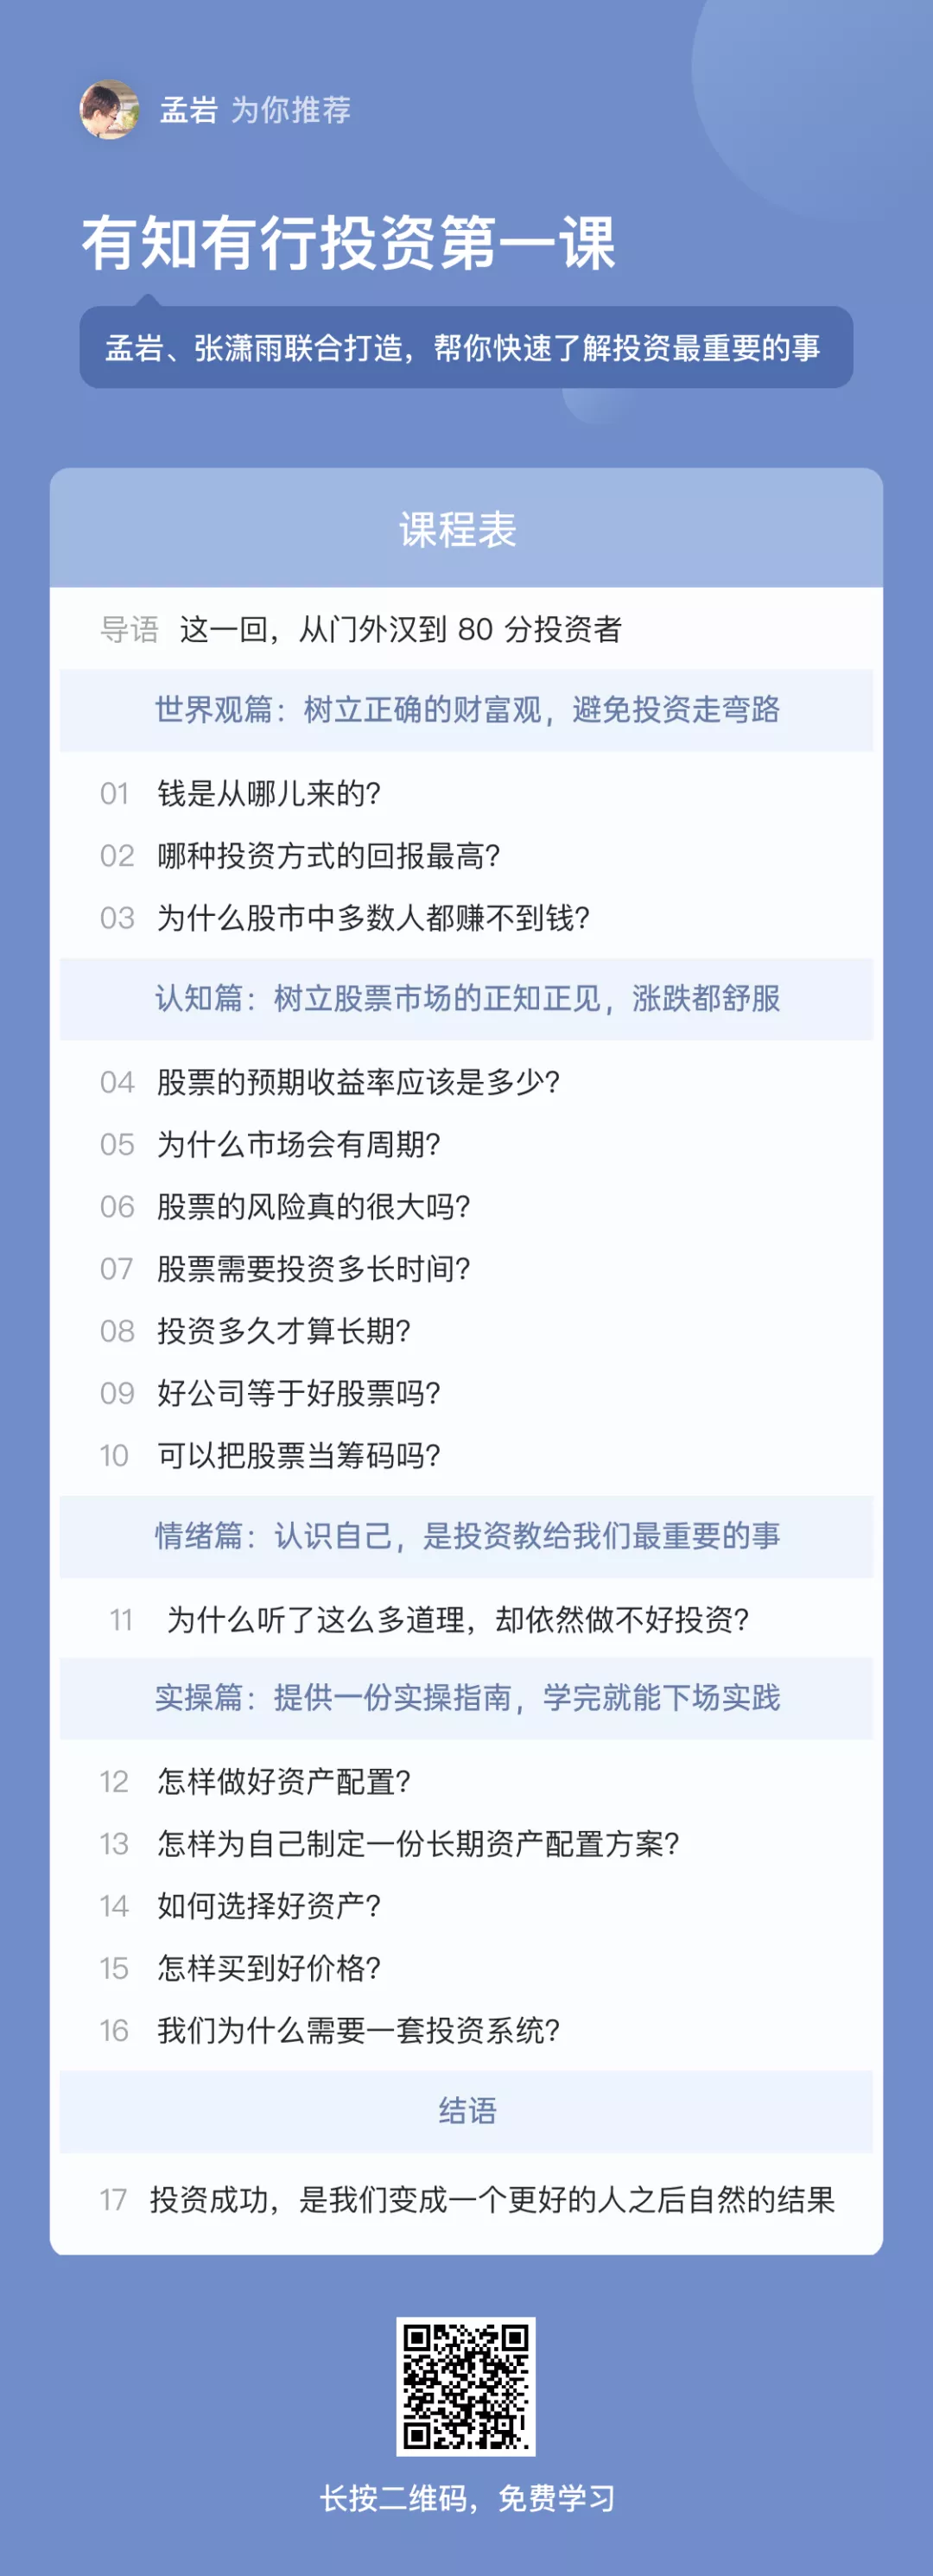 孟岩 为你推荐
有知有行投资第一课
孟岩、张潇雨联合打造，帮你快速了解投资最重要的事
课程表
导语 这一回，从门外汉到 80 分投资者
世界观篇：树立正确的财富观，避免投资走弯路
01 钱是从哪儿来的?
02 哪种投资方式的回报最高?
03 为什么股市中多数人都赚不到钱?
认知篇：树立股票市场的正知正见，涨跌都舒服
04 股票的预期收益率应该是多少?
05 为什么市场会有周期?
06 股票的风险真的很大吗?
07 股票需要投资多长时间?
08 投资多久才算长期?
09 好公司等于好股票吗?
10 可以把股票当筹码吗?
情绪篇：认识自己，是投资教给我们最重要的事
11 为什么听了这么多道理，却依然做不好投资?
实操篇：提供一份实操指南，学完就能下场实践
12 怎样做好资产配置?
13 怎样为自己制定一份长期资产配置方案?
14 如何选择好资产?
15 怎样买到好价格?
16 我们为什么需要一套投资系统?
结语
17 投资成功，是我们变成一个更好的人之后自然的结果
长按二维码，免费学习